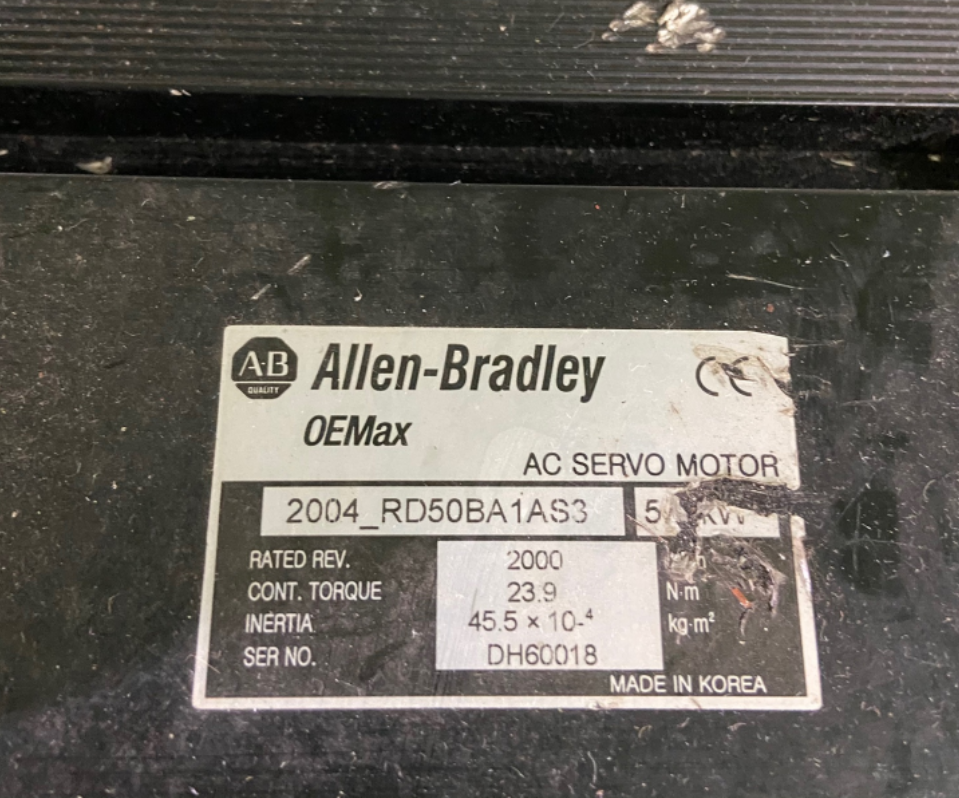 A·B QUALITY
Allen-Bradley
CE
OEMax
AC SERVO MOTOR
2004_RD50BA1AS3
RATED REV. 2000
CONT. TORQUE 23.9 N·m
INERTIA 45.5 × 10-⁴ kg·m²
SER NO. DH60018
MADE IN KOREA